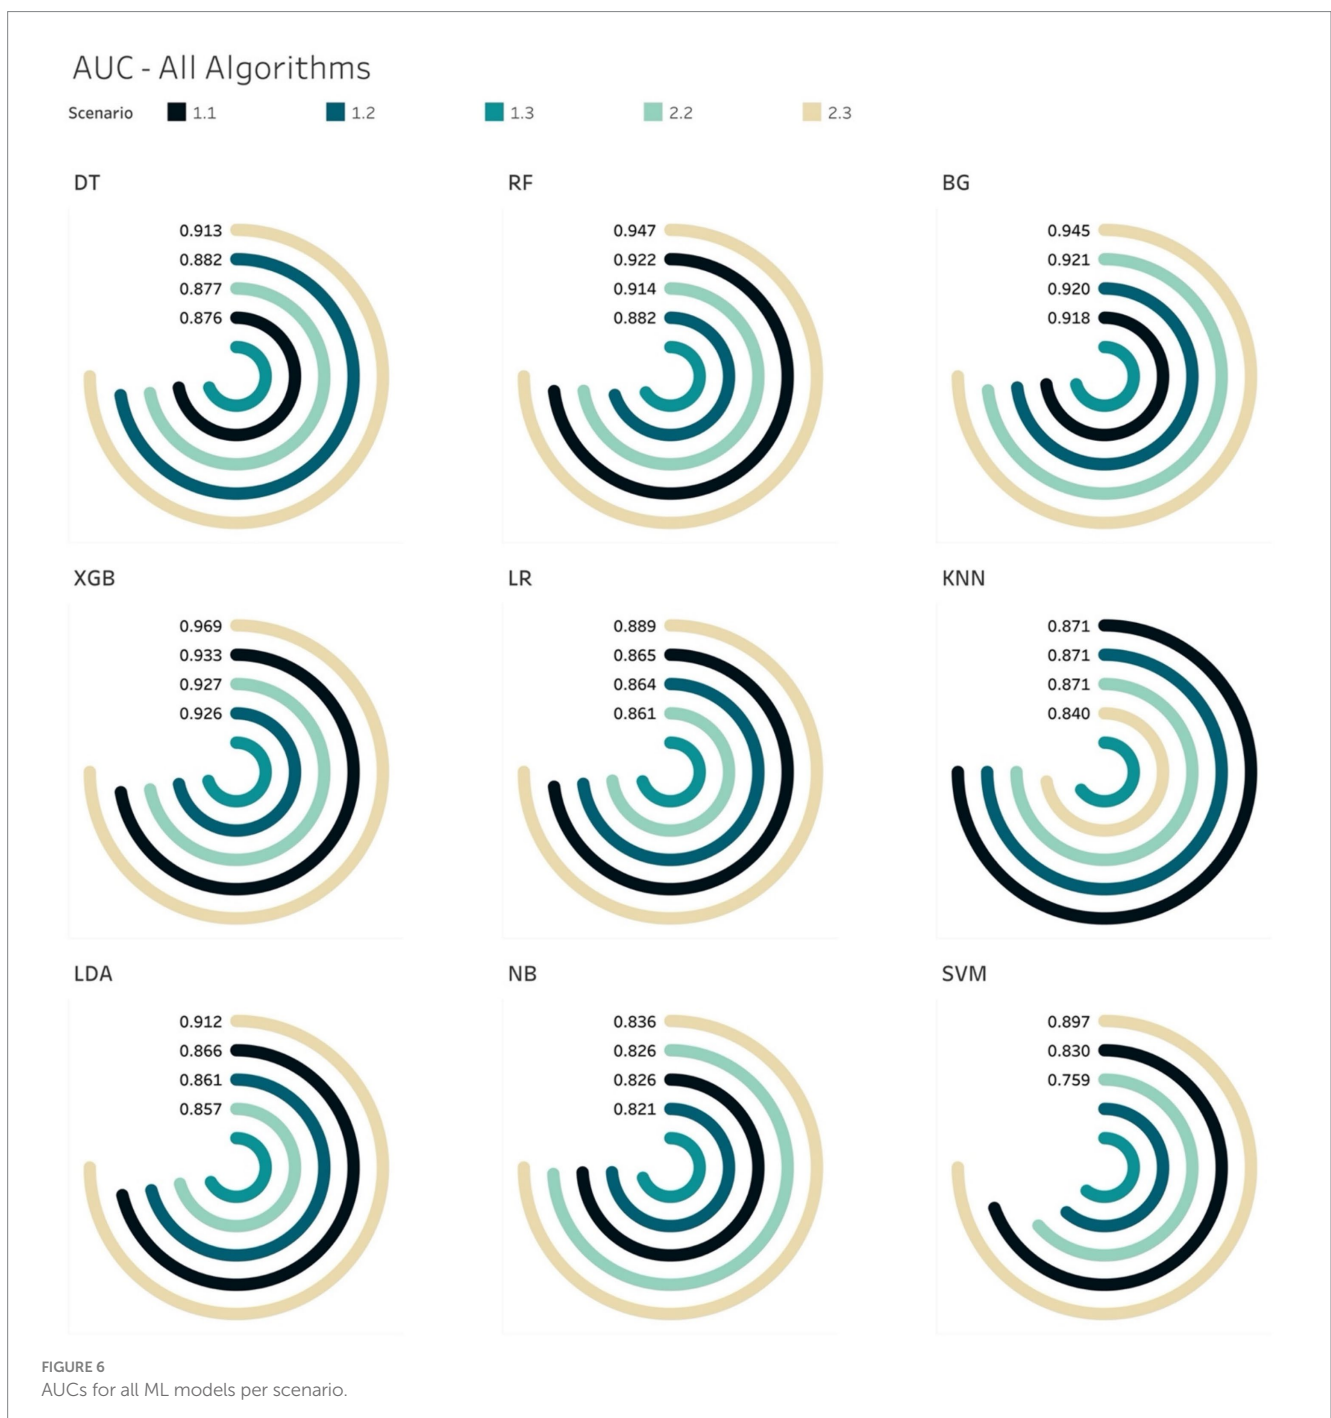 AUC - All Algorithms
Scenario 1.1 1.2 1.3 2.2 2.3
DT RF BG
0.913 0.947 0.945
0.882 0.922 0.921
0.877 0.914 0.920
0.876 0.882 0.918
XGB LR KNN
0.969 0.889 0.871
0.933 0.865 0.871
0.927 0.864 0.871
0.926 0.861 0.840
LDA NB SVM
0.912 0.836 0.897
0.866 0.826 0.830
0.861 0.826 0.759
0.857 0.821
FIGURE 6
AUCs for all ML models per scenario.